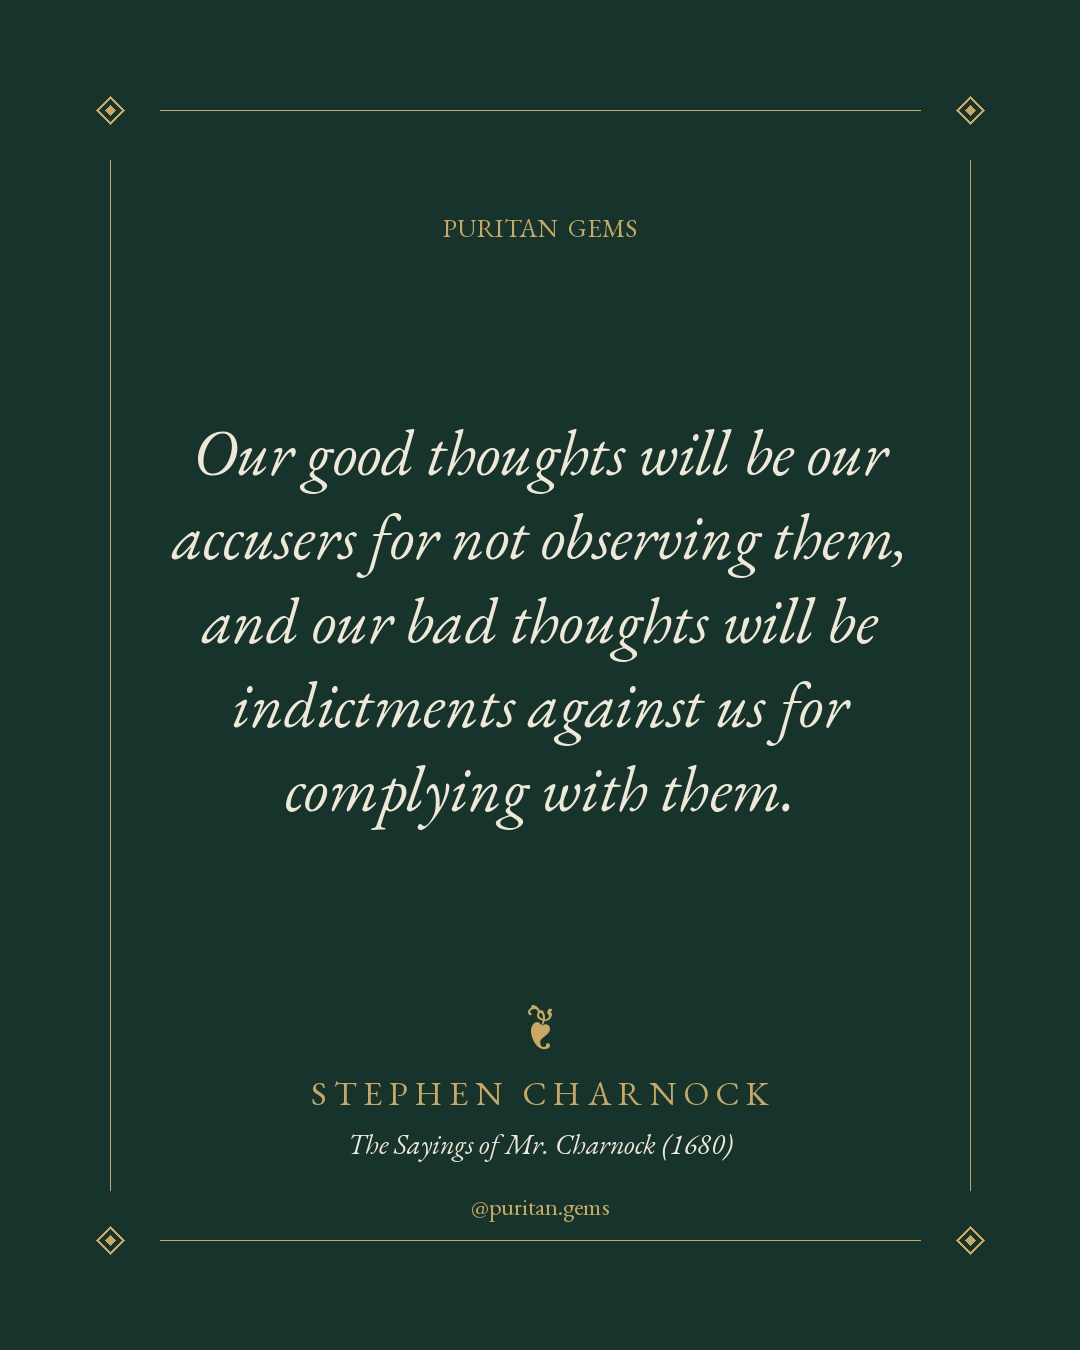 PURITAN GEMS
Our good thoughts will be our
accusers for not observing them,
and our bad thoughts will be
indictments against us for
complying with them.
STEPHEN CHARNOCK
The Sayings of Mr. Charnock (1680)
@puritan.gems